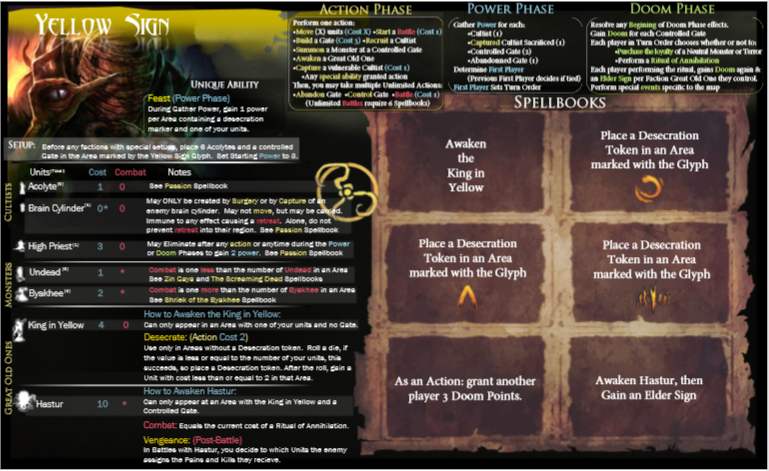 Yellow Sign
Unique Ability
Feast (Power Phase)
During Gather Power, gain 1 power
per Area containing a desecration
marker and one of your units.
Setup: Before any factions with special setups, place 6 Acolytes and a controlled
Gate in the Area marked by the Yellow Sign Glyph. Set Starting Power to 8.
Units Cost Combat Notes
Cultists
Acolyte 1 0 See Passion Spellbook
Brain Cylinder 0* 0 May ONLY be created by Surgery or by Capture of an
enemy brain cylinder. May not move, but may be carried.
Immune to any effect causing a retreat. Alone, do not
prevent retreat into their region. See Passion Spellbook
High Priest 3 0 May Eliminate after any action or anytime during the Power
or Doom Phases to gain 2 power. See Passion Spellbook
Monsters
Undead 1 * Combat is one less than the number of Undead in an Area
See Zin Gaya and The Screaming Dead Spellbooks
Byakhee 2 * Combat is one more than the number of Byakhee in an Area
See Shriek of the Byakhee Spellbook
Great Old Ones
King in Yellow 4 0 How to Awaken the King in Yellow:
Can only appear in an Area with one of your units and no Gate.
Desecrate: (Action Cost 2)
Use only in Areas without a Desecration Token. Roll a die, if
the value is less or equal to the number of your units, this
succeeds, so place a Desecration token. After the roll, gain a
Unit with cost less than or equal to 2 in that Area.
Hastur 10 * How to Awaken Hastur:
Can only appear at an Area with the King in Yellow and a
Controlled Gate.
Combat: Equals the current cost of a Ritual of Annihilation.
Vengeance: (Post-Battle)
In Battles with Hastur, you decide to which Units the enemy
assigns the Pains and Kills they recieve.
Action Phase
Perform one action:
•Move (X) units (Cost X) •Start a Battle (Cost 1)
•Build a Gate (Cost 3) •Recruit a Cultist
•Summon a Monster at a Controlled Gate
•Awaken a Great Old One
•Capture a vulnerable Cultist (Cost 1)
•Any special ability granted action
Then, you may take multiple Unlimited Actions:
•Abandon Gate •Control Gate •Battle (Cost 1)
(Unlimited Battles require 6 Spellbooks)
Power Phase
Gather Power for each:
•Cultist (1)
•Captured Cultist Sacrificed (1)
•Controlled Gate (2)
•Abandonned Gate (1)
Determine First Player
(Previous First Player decides if tied)
First Player Sets Turn Order
Doom Phase
Resolve any Begining of Doom Phase effects.
Gain Doom for each Controlled Gate
Each player in Turn Order chooses whether or not to:
•Purchase the loyalty of a Neutral Monster or Terror
•Perform a Ritual of Annihilation
Each player performing the ritual, gains Doom again &
an Elder Sign per Faction Great Old One they control.
Perform special events specific to the map
Spellbooks
Awaken
the
King in
Yellow
Place a Desecration
Token in an Area
marked with the Glyph
Place a Desecration
Token in an Area
marked with the Glyph
Place a Desecration
Token in an Area
marked with the Glyph
As an Action: grant another
player 3 Doom Points.
Awaken Hastur, then
Gain an Elder Sign